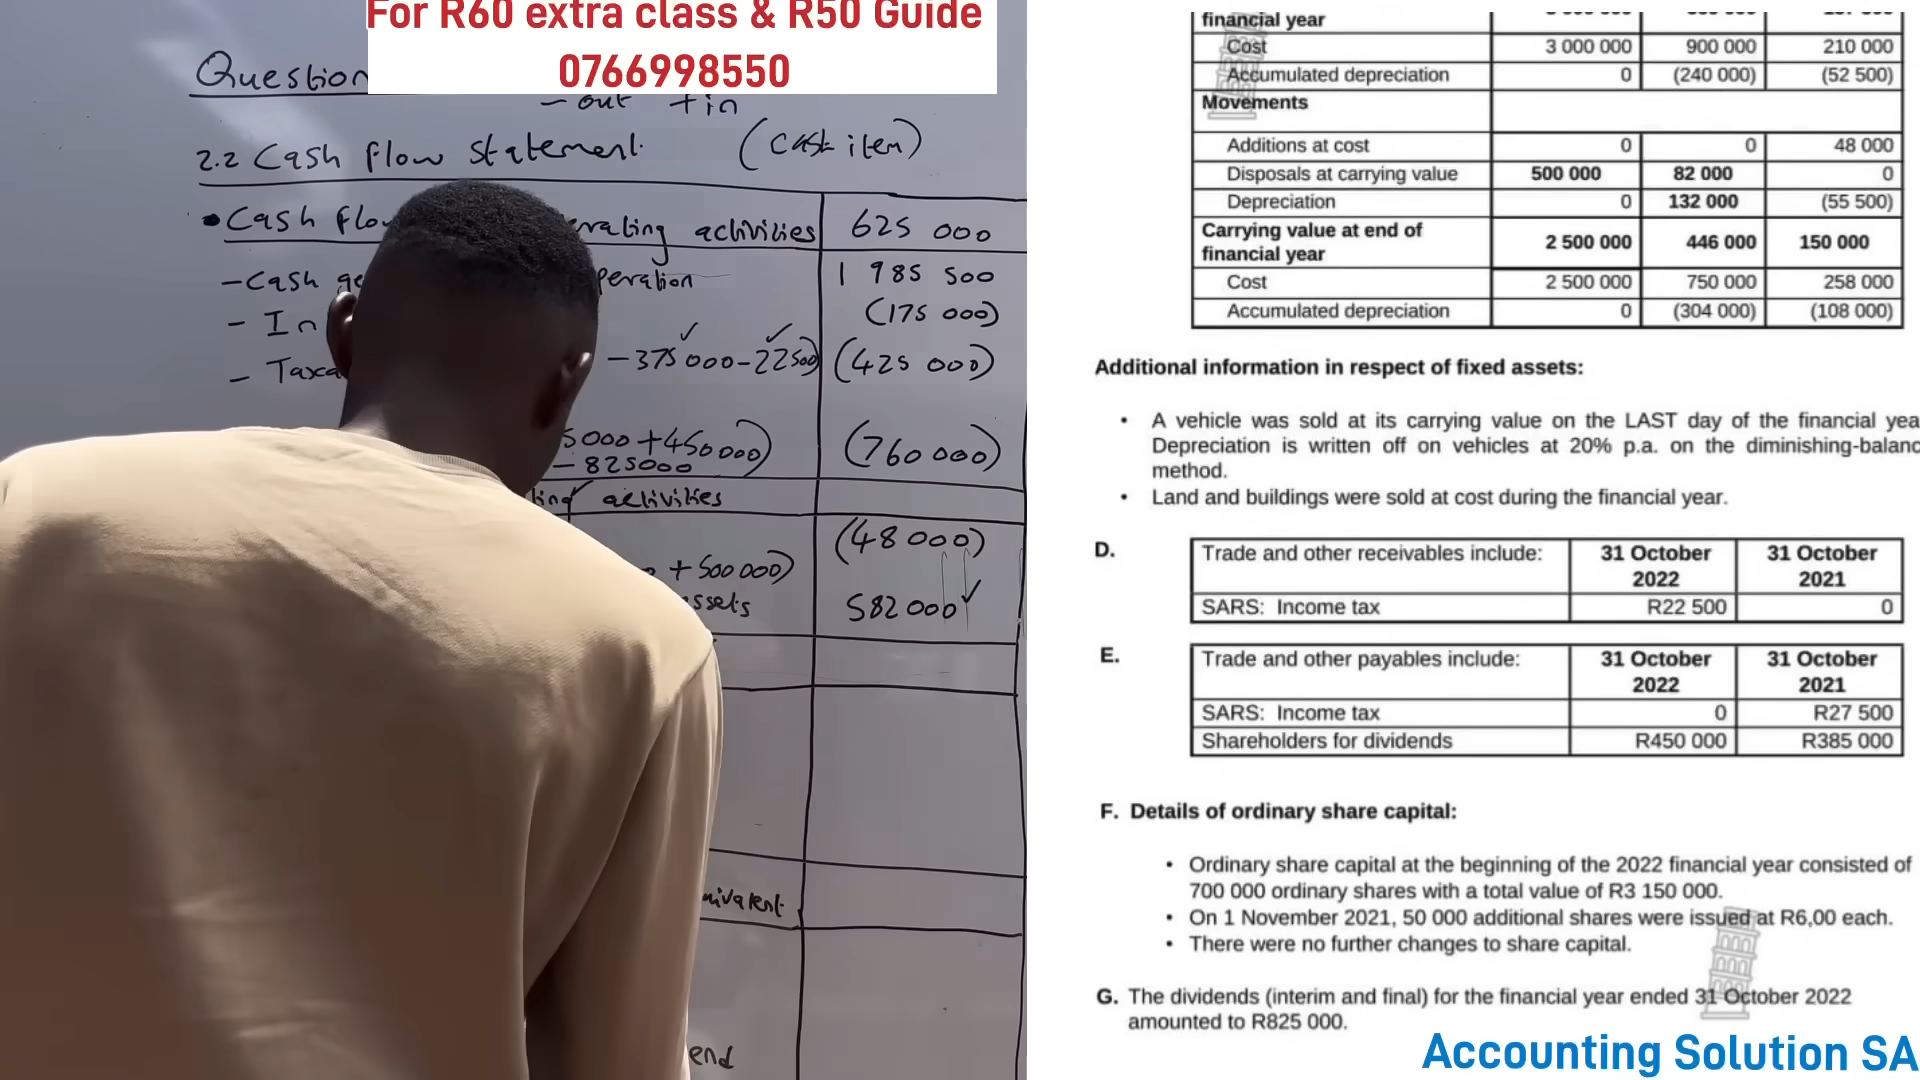 For R60 extra class & R50 Guide
0766998550
Question
- out +in
2.2 Cash flow statement (cash item)
Cash flow erating activities 625 000
- Cash ge peration 1 985 500
- In (175 000)
- Taxa -375 000-22500) (425 000)
5000 +450000) (760 000)
- 825000
ting activities
(48 000)
+ 500 000)
ssets 582 000
uivalent
end
financial year
Cost 3 000 000 900 000 210 000
Accumulated depreciation 0 (240 000) (52 500)
Movements
Additions at cost 0 0 48 000
Disposals at carrying value 500 000 82 000 0
Depreciation 0 132 000 (55 500)
Carrying value at end of
financial year 2 500 000 446 000 150 000
Cost 2 500 000 750 000 258 000
Accumulated depreciation 0 (304 000) (108 000)
Additional information in respect of fixed assets:
• A vehicle was sold at its carrying value on the LAST day of the financial yea
Depreciation is written off on vehicles at 20% p.a. on the diminishing-balanc
method.
• Land and buildings were sold at cost during the financial year.
D. Trade and other receivables include: 31 October 2022 31 October 2021
SARS: Income tax R22 500 0
E. Trade and other payables include: 31 October 2022 31 October 2021
SARS: Income tax 0 R27 500
Shareholders for dividends R450 000 R385 000
F. Details of ordinary share capital:
• Ordinary share capital at the beginning of the 2022 financial year consisted of
700 000 ordinary shares with a total value of R3 150 000.
• On 1 November 2021, 50 000 additional shares were issued at R6,00 each.
• There were no further changes to share capital.
G. The dividends (interim and final) for the financial year ended 31 October 2022
amounted to R825 000.
Accounting Solution SA